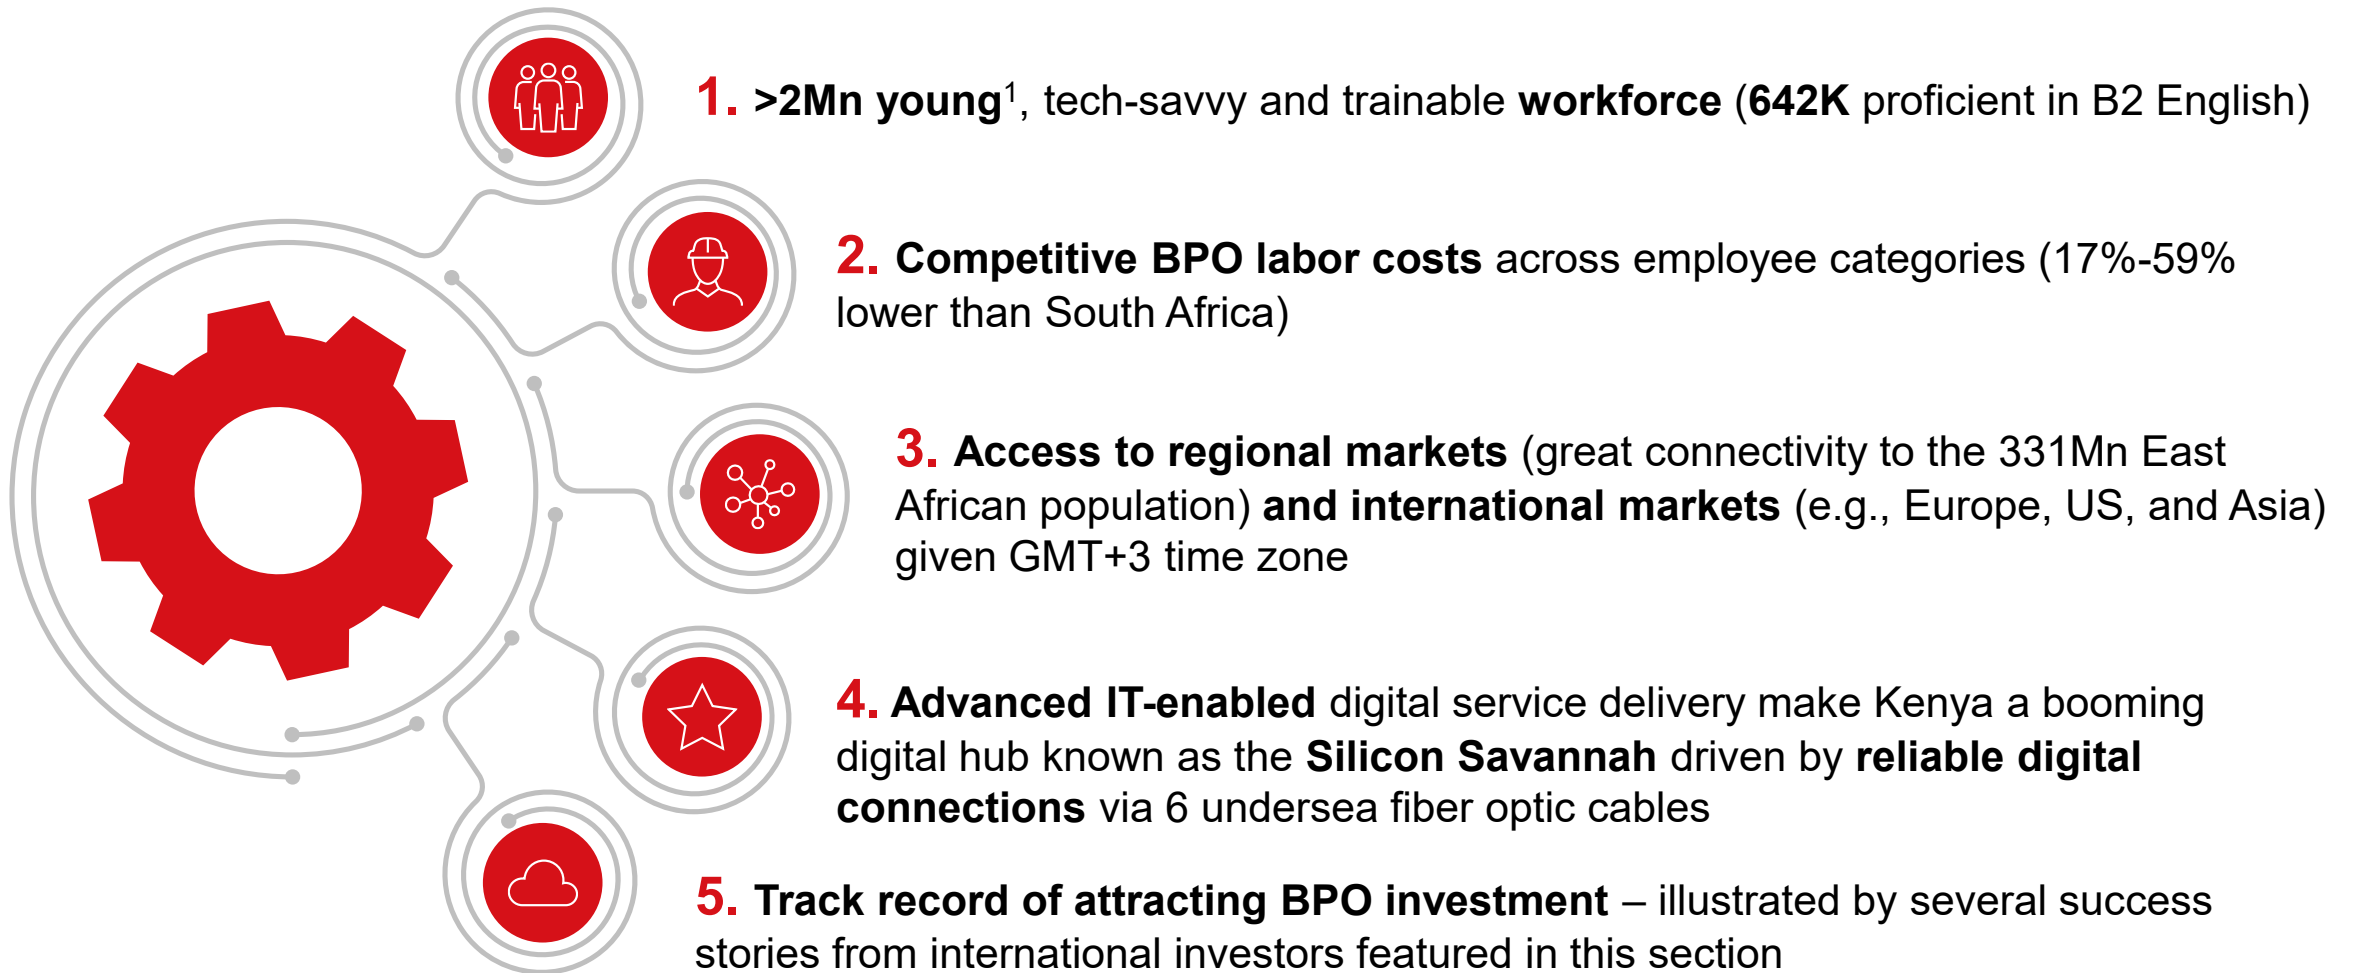 1. >2Mn young¹, tech-savvy and trainable workforce (642K proficient in B2 English)
2. Competitive BPO labor costs across employee categories (17%-59%
lower than South Africa)
3. Access to regional markets (great connectivity to the 331Mn East
African population) and international markets (e.g., Europe, US, and Asia)
given GMT+3 time zone
4. Advanced IT-enabled digital service delivery make Kenya a booming
digital hub known as the Silicon Savannah driven by reliable digital
connections via 6 undersea fiber optic cables
5. Track record of attracting BPO investment – illustrated by several success
stories from international investors featured in this section